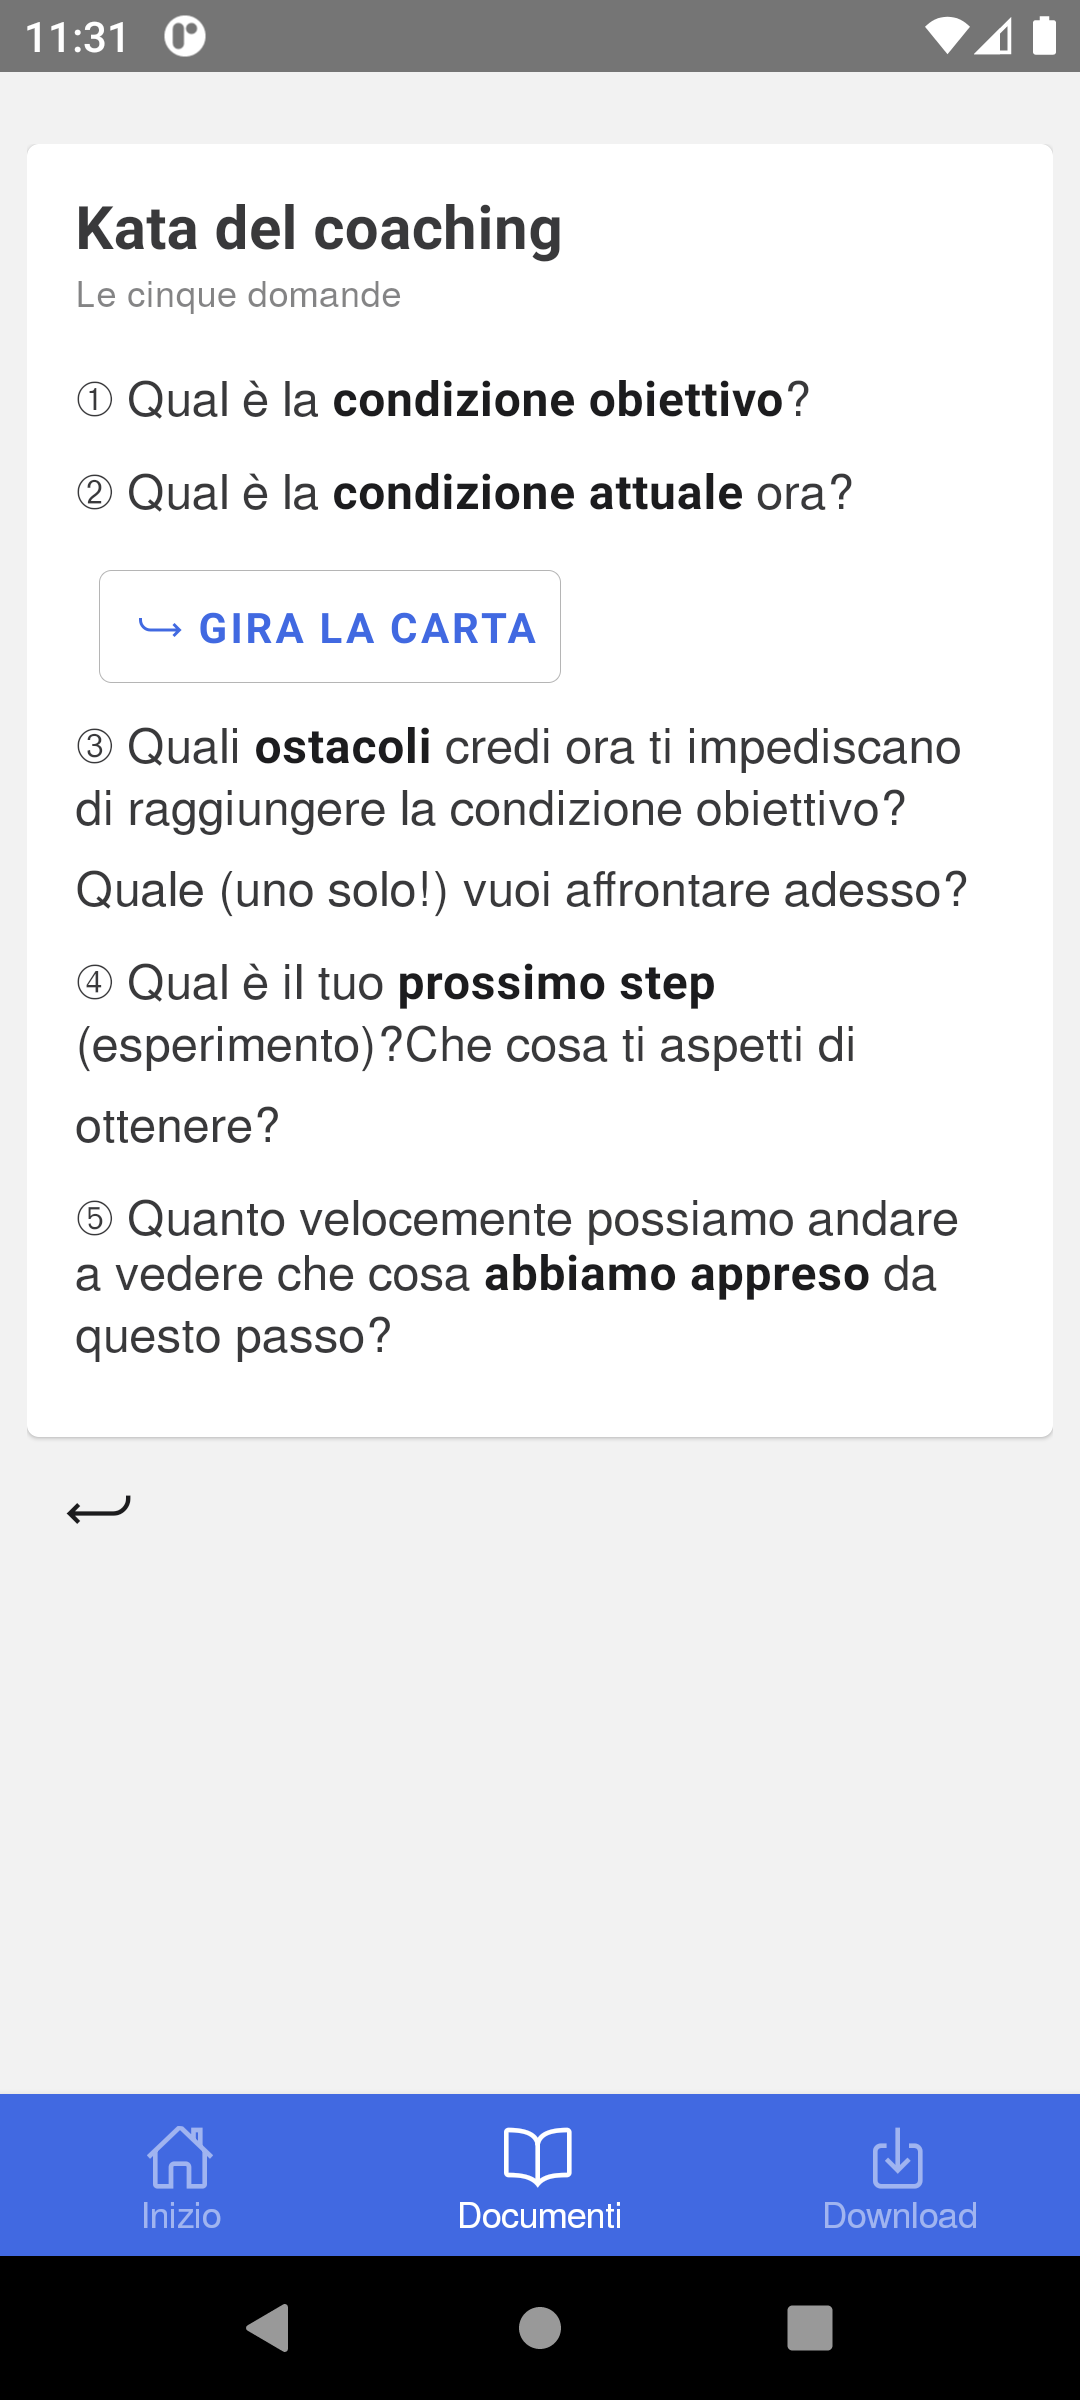 11:31
Kata del coaching
Le cinque domande
① Qual è la condizione obiettivo?
② Qual è la condizione attuale ora?
GIRA LA CARTA
③ Quali ostacoli credi ora ti impediscano
di raggiungere la condizione obiettivo?
Quale (uno solo!) vuoi affrontare adesso?
④ Qual è il tuo prossimo step
(esperimento)?Che cosa ti aspetti di
ottenere?
⑤ Quanto velocemente possiamo andare
a vedere che cosa abbiamo appreso da
questo passo?
Inizio
Documenti
Download